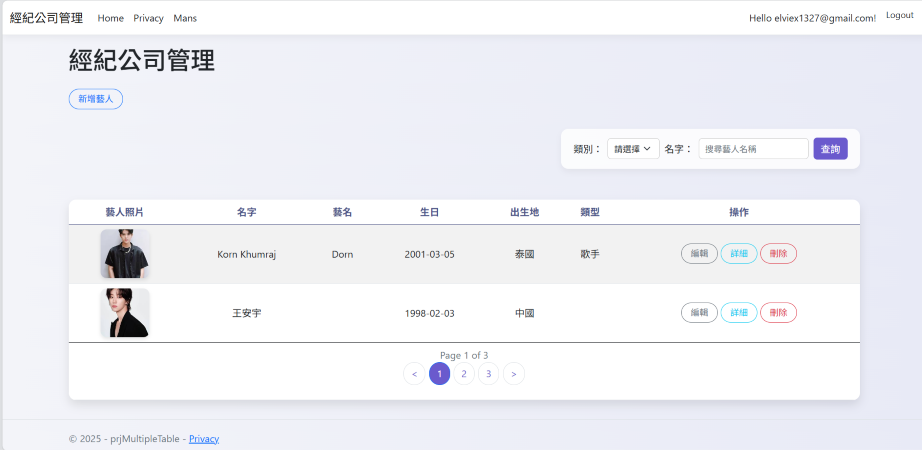 經紀公司管理 Home Privacy Mans Hello elviex1327@gmail.com! Logout
經紀公司管理
新增藝人
類別： 請選擇 名字： 搜尋藝人名稱 查詢
藝人照片 名字 藝名 生日 出生地 類型 操作
Korn Khumraj Dorn 2001-03-05 泰國 歌手 編輯 詳細 刪除
王安宇 1998-02-03 中國 編輯 詳細 刪除
Page 1 of 3
< 1 2 3 >
© 2025 - prjMultipleTable - Privacy